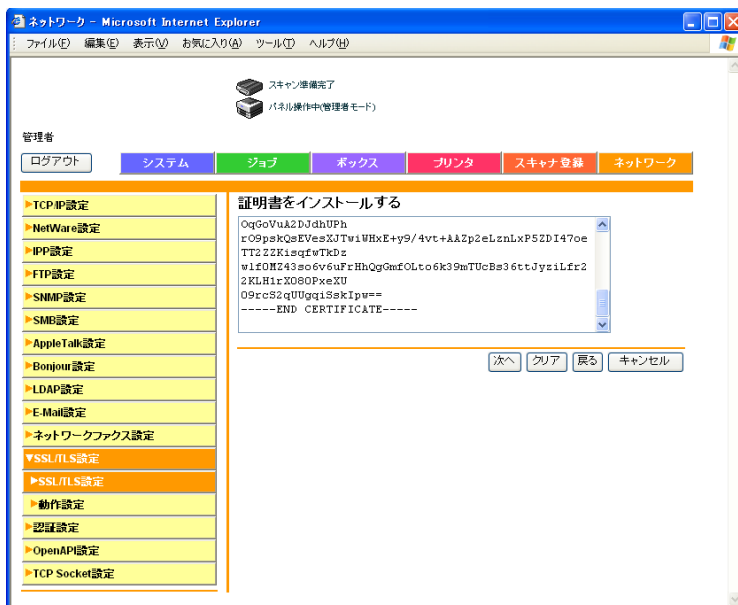 ネットワーク - Microsoft Internet Explorer
ファイル(F) 編集(E) 表示(V) お気に入り(A) ツール(T) ヘルプ(H)
スキャン準備完了
パネル操作中(管理者モード)
管理者
ログアウト
システム
ジョブ
ボックス
プリンタ
スキャナ登録
ネットワーク
▶TCP/IP設定
▶NetWare設定
▶IPP設定
▶FTP設定
▶SNMP設定
▶SMB設定
▶AppleTalk設定
▶Bonjour設定
▶LDAP設定
▶E-Mail設定
▶ネットワークファクス設定
▼SSL/TLS設定
▶SSL/TLS設定
▶動作設定
▶認証設定
▶OpenAPI設定
▶TCP Socket設定
証明書をインストールする
OqGoVuA2DJdhUPh
rO9pskQsEVesXJTwiWHxE+y9/4vt+AAZp2eLznLxP5ZDI47oe
TT2ZZKisqfwTkDz
wlf0MZ43so6v6uFrHhQgGmfOLto6k39mTUcBs36ttJyziLfr2
2KLH1rX080PxeXU
O9rcS2qUUgqiSskIpw==
-----END CERTIFICATE-----
次へ クリア 戻る キャンセル